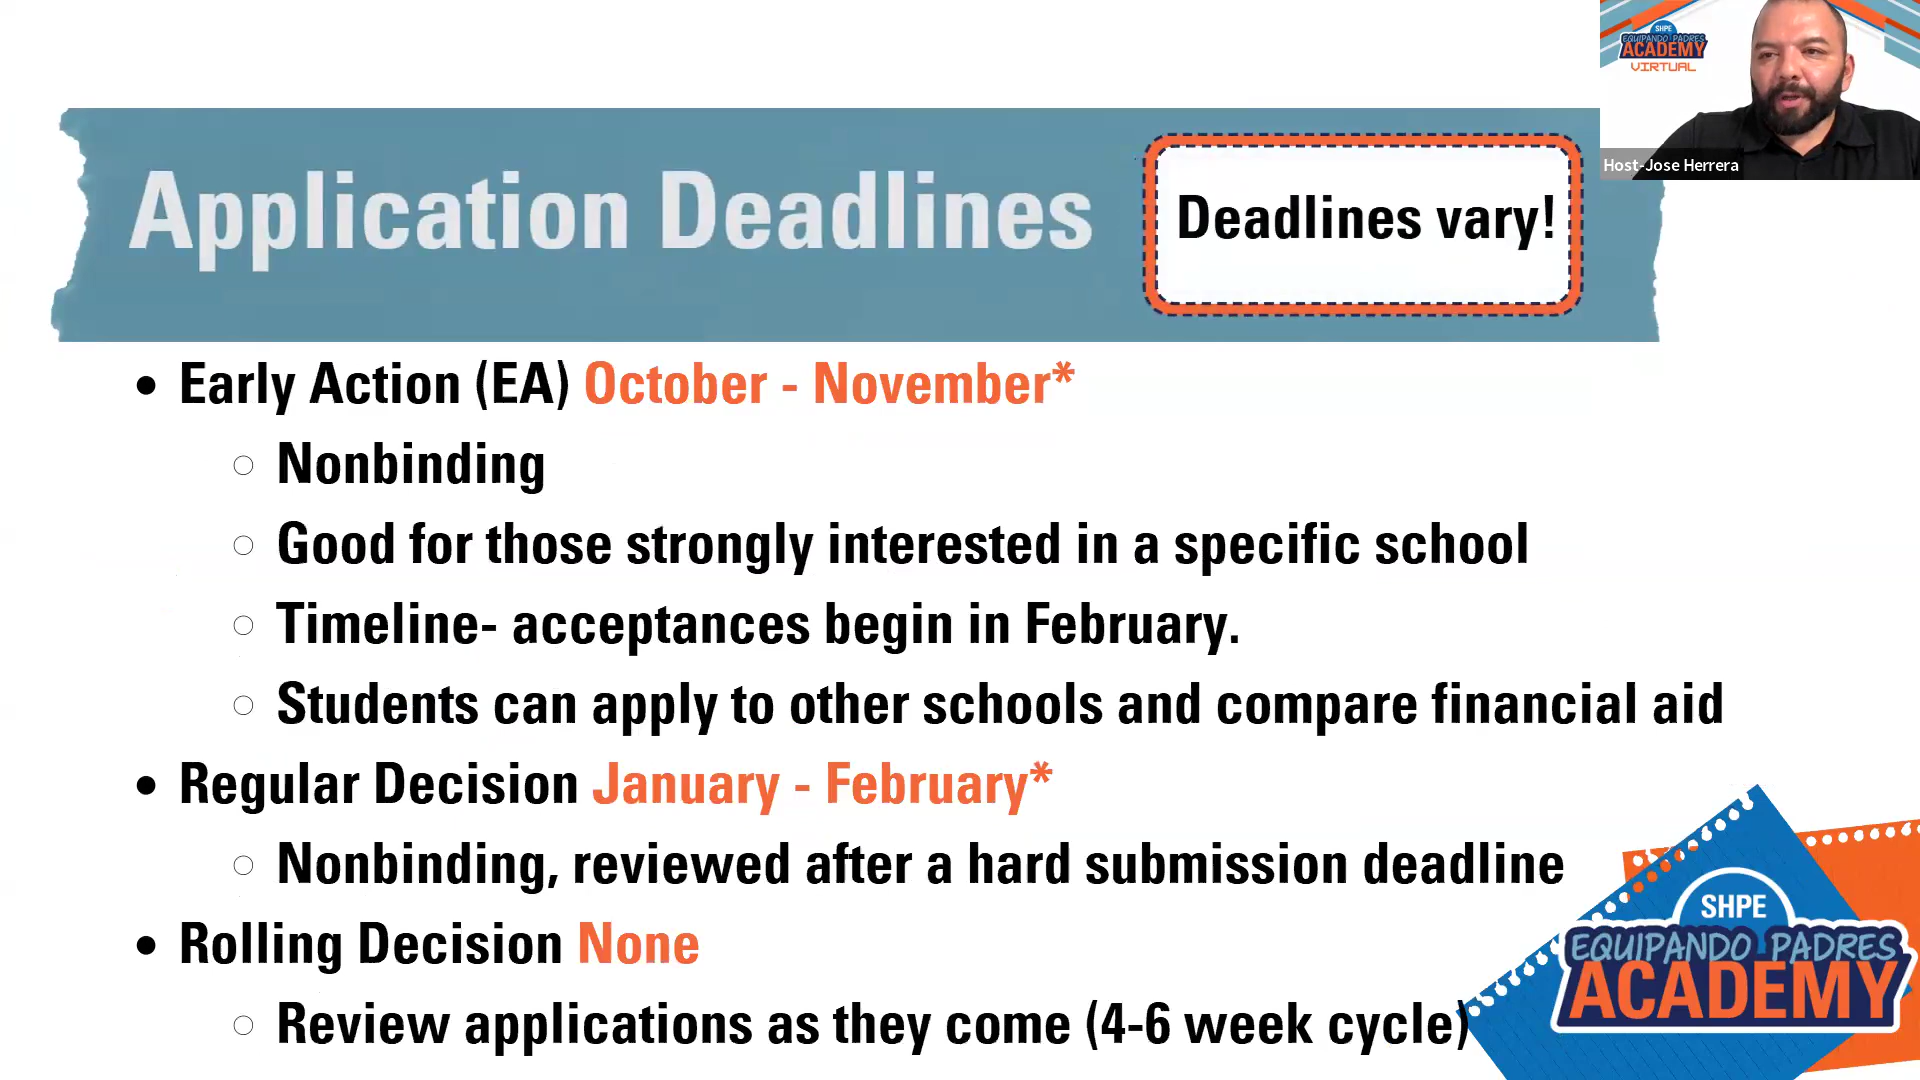 SHPE
EQUIPANDO PADRES
ACADEMY
VIRTUAL
Host-Jose Herrera
Application Deadlines
Deadlines vary!
• Early Action (EA) October - November*
○ Nonbinding
○ Good for those strongly interested in a specific school
○ Timeline- acceptances begin in February.
○ Students can apply to other schools and compare financial aid
• Regular Decision January - February*
○ Nonbinding, reviewed after a hard submission deadline
• Rolling Decision None
○ Review applications as they come (4-6 week cycle)
SHPE
EQUIPANDO PADRES
ACADEMY